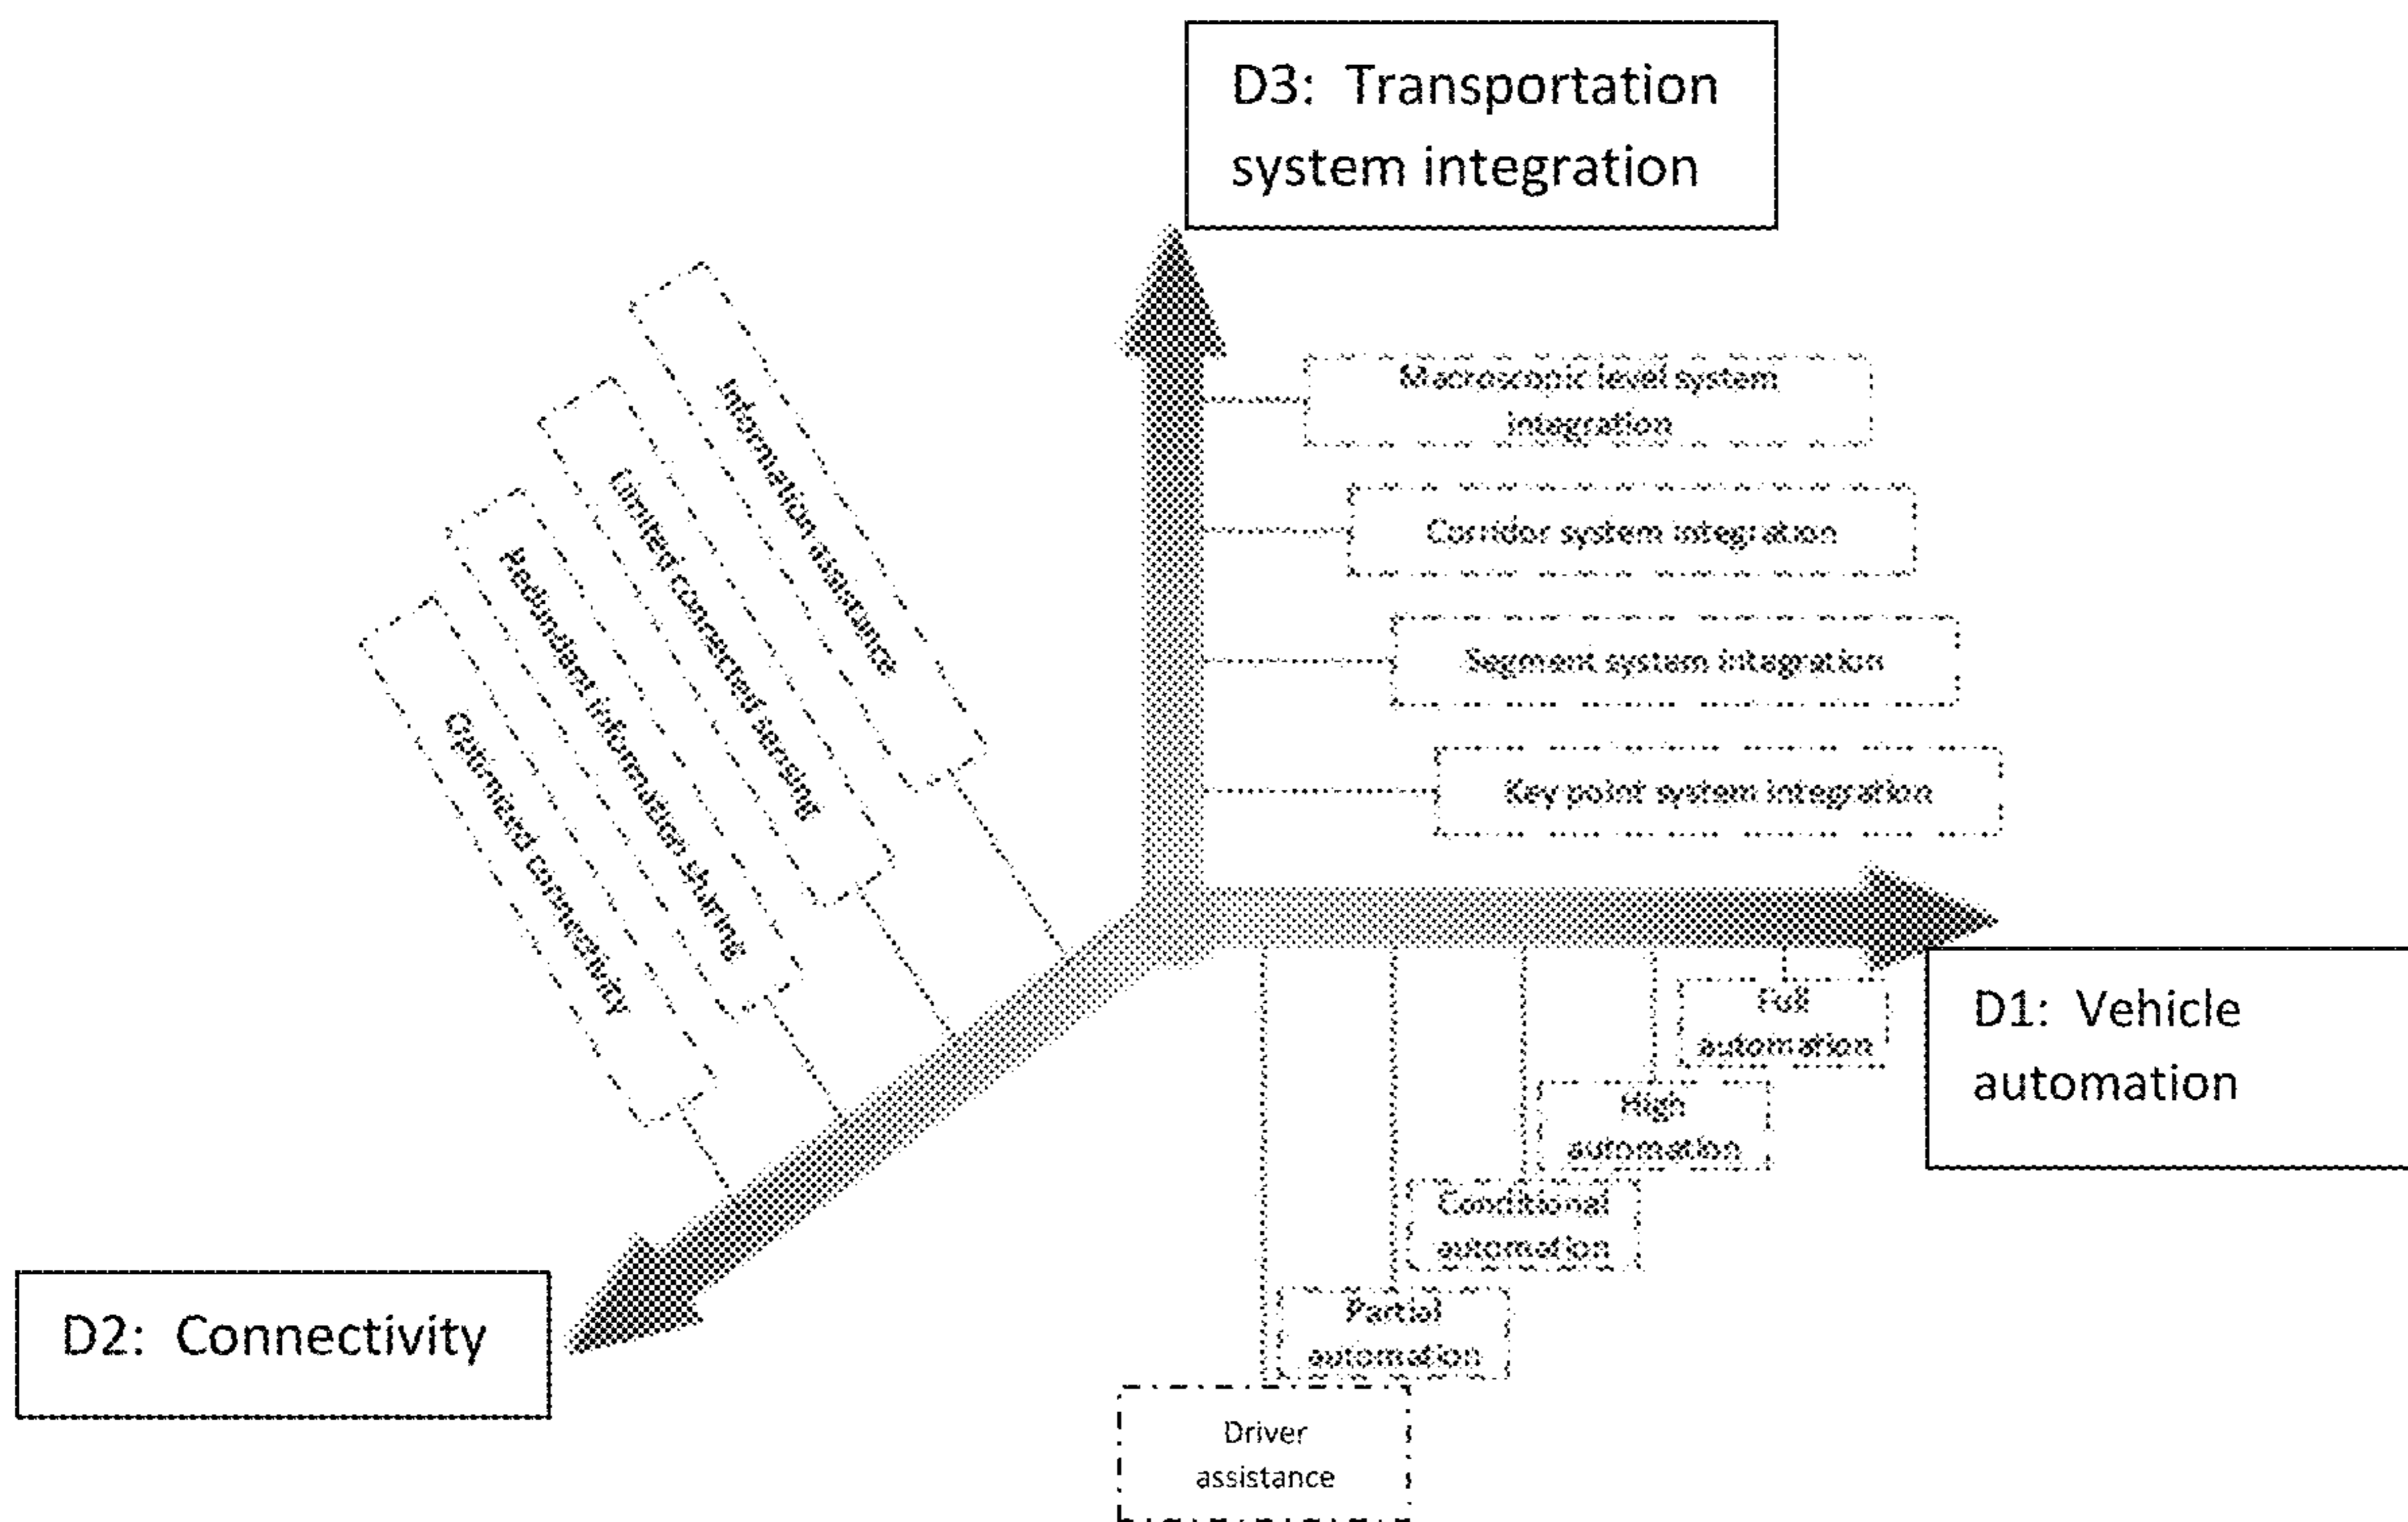 D3: Transportation
system integration
Macroscopic level system
integration
Corridor system integration
Segment system integration
Key point system integration
Information assistance
Limited connected sensing
Redundant information sharing
Optimized connectivity
D1: Vehicle
automation
Full
automation
High
automation
Conditional
automation
Partial
automation
Driver
assistance
D2: Connectivity